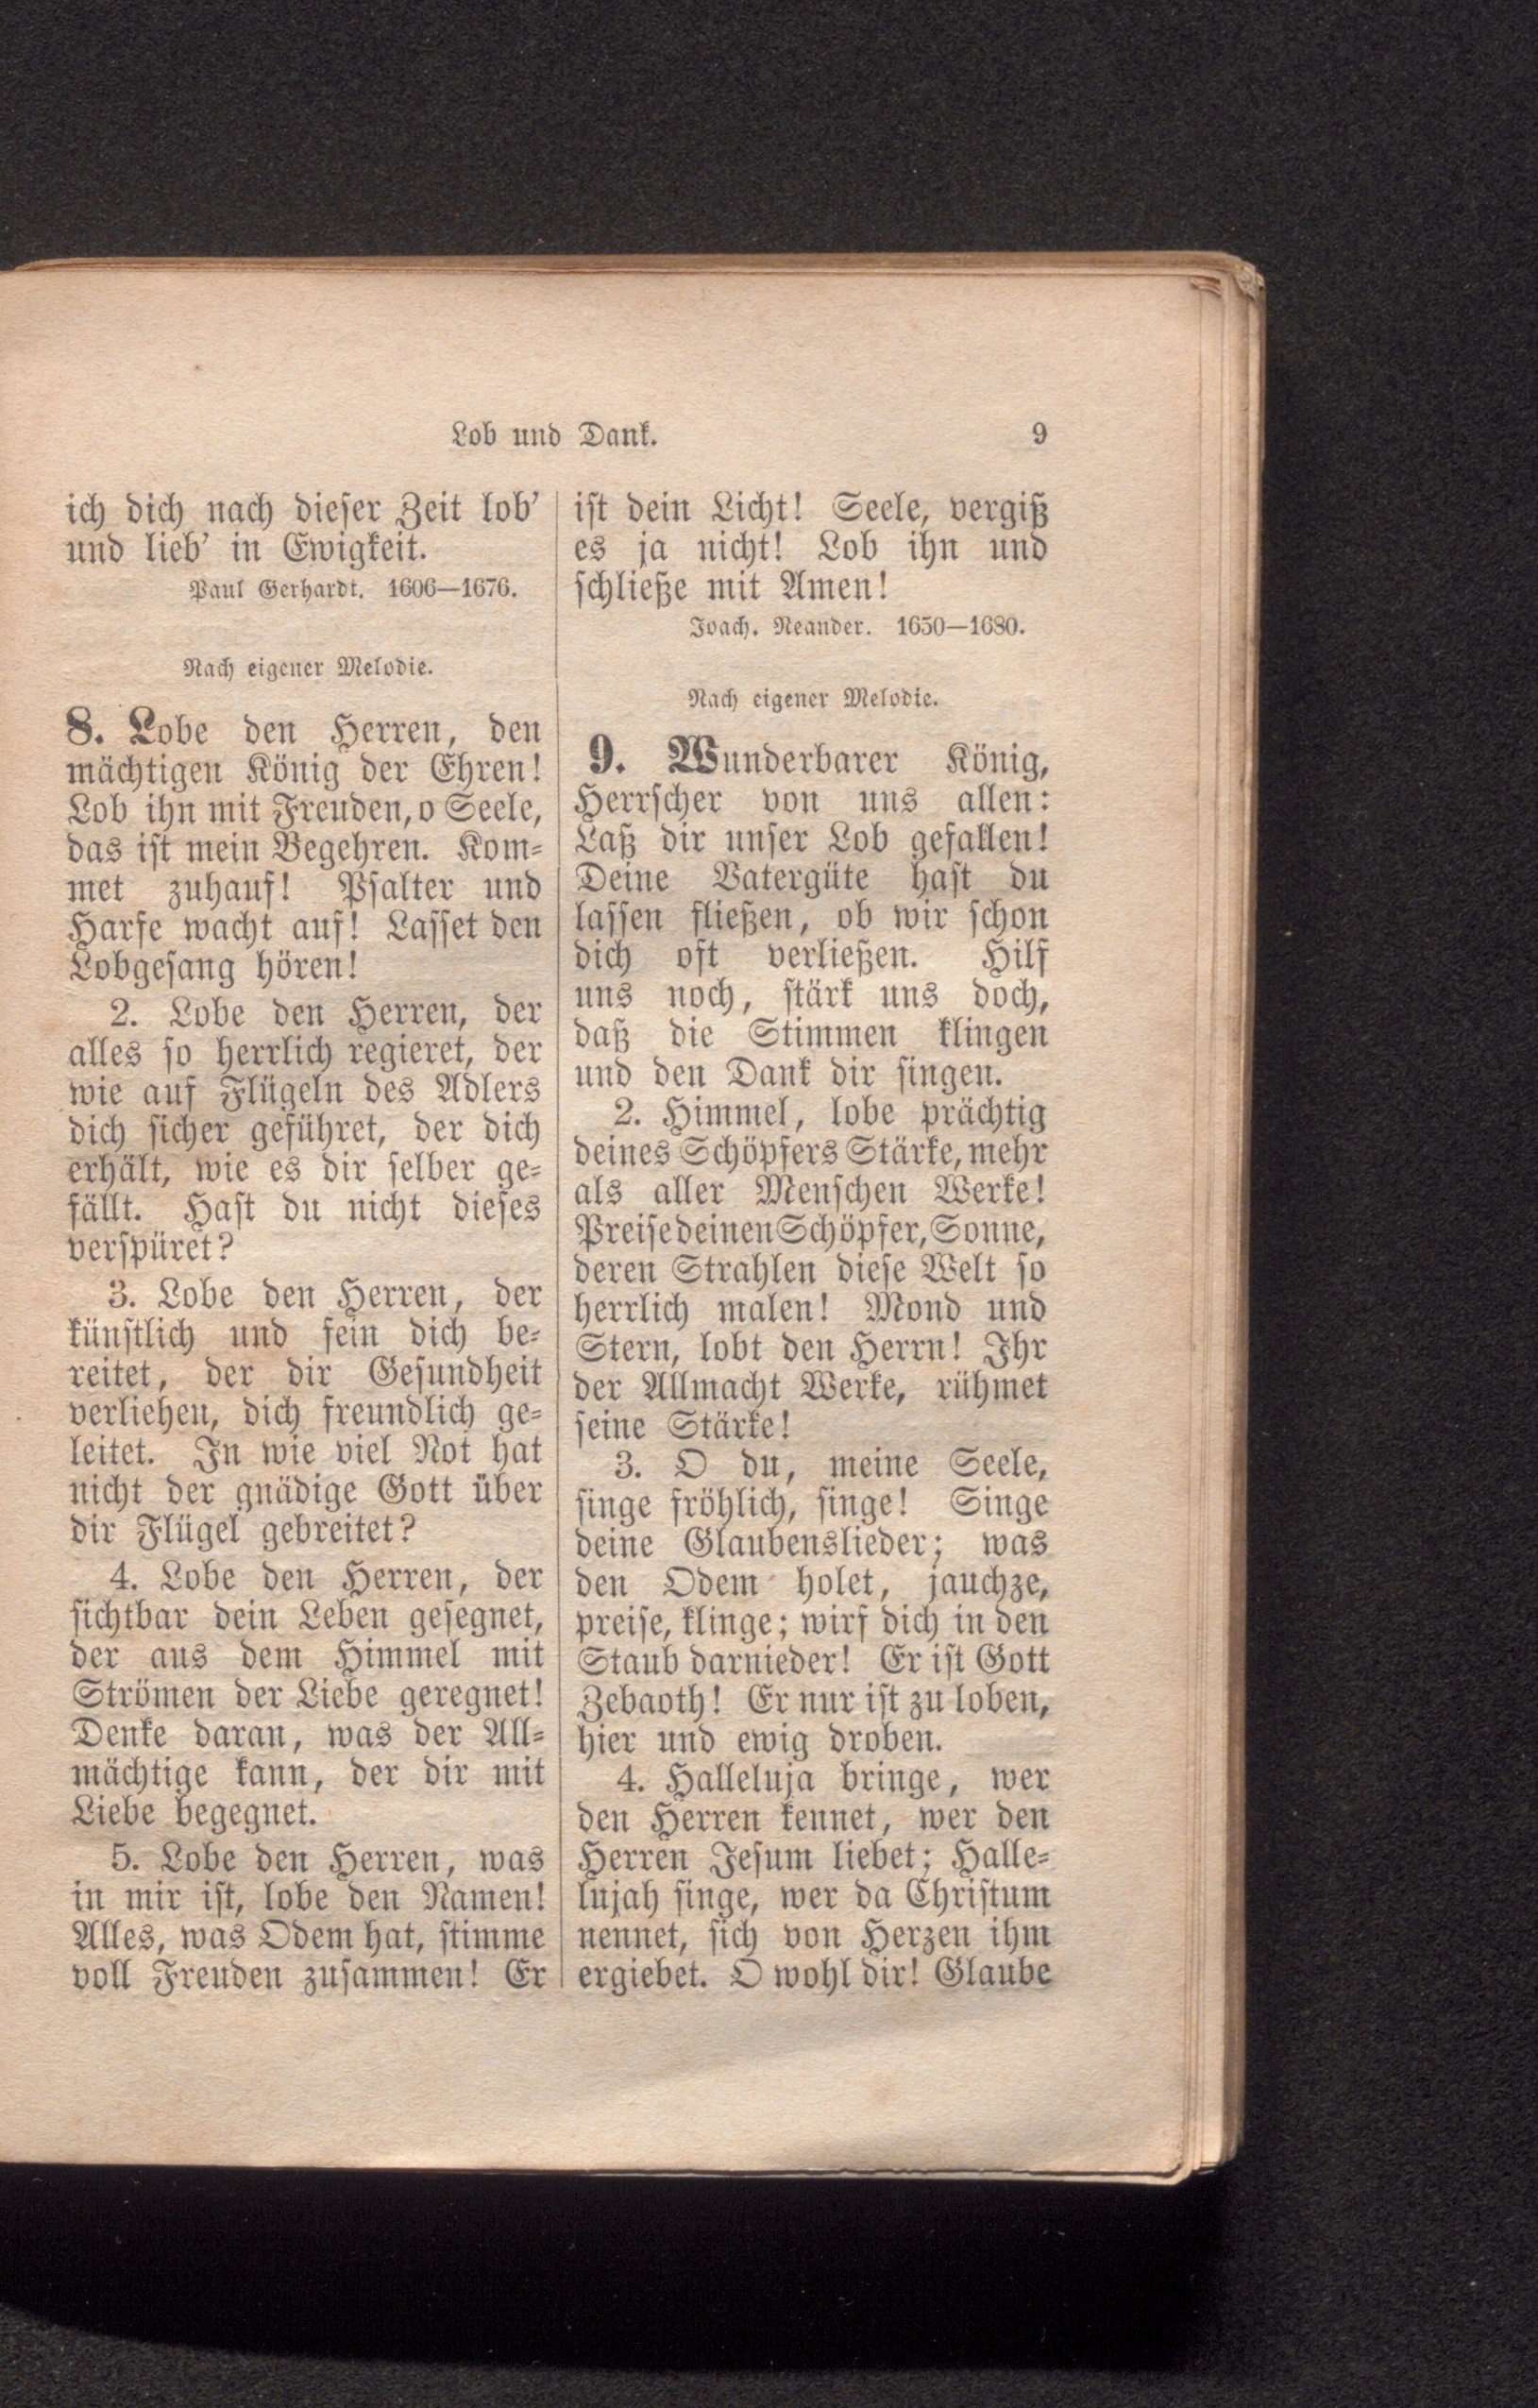 Lob und Dank. 9
ich dich nach dieser Zeit lob'
und lieb' in Ewigkeit.
Paul Gerhardt. 1606—1676.
Nach eigener Melodie.
8. Lobe den Herren, den
mächtigen König der Ehren!
Lob ihn mit Freuden, o Seele,
das ist mein Begehren. Kom-
met zuhauf! Psalter und
Harfe wacht auf! Lasset den
Lobgesang hören!
2. Lobe den Herren, der
alles so herrlich regieret, der
wie auf Flügeln des Adlers
dich sicher geführet, der dich
erhält, wie es dir selber ge-
fällt. Hast du nicht dieses
verspüret?
3. Lobe den Herren, der
künstlich und fein dich be-
reitet, der dir Gesundheit
verliehen, dich freundlich ge-
leitet. In wie viel Not hat
nicht der gnädige Gott über
dir Flügel gebreitet?
4. Lobe den Herren, der
sichtbar dein Leben gesegnet,
der aus dem Himmel mit
Strömen der Liebe geregnet!
Denke daran, was der All-
mächtige kann, der dir mit
Liebe begegnet.
5. Lobe den Herren, was
in mir ist, lobe den Namen!
Alles, was Odem hat, stimme
voll Freuden zusammen! Er
ist dein Licht! Seele, vergiß
es ja nicht! Lob ihn und
schließe mit Amen!
Joach. Neander. 1650—1680.
Nach eigener Melodie.
9. Wunderbarer König,
Herrscher von uns allen:
Laß dir unser Lob gefallen!
Deine Vatergüte hast du
lassen fließen, ob wir schon
dich oft verließen. Hilf
uns noch, stärk uns doch,
daß die Stimmen klingen
und den Dank dir singen.
2. Himmel, lobe prächtig
deines Schöpfers Stärke, mehr
als aller Menschen Werke!
Preise deinen Schöpfer, Sonne,
deren Strahlen diese Welt so
herrlich malen! Mond und
Stern, lobt den Herrn! Ihr
der Allmacht Werke, rühmet
seine Stärke!
3. O du, meine Seele,
singe fröhlich, singe! Singe
deine Glaubenslieder; was
den Odem holet, jauchze,
preise, klinge; wirf dich in den
Staub darnieder! Er ist Gott
Zebaoth! Er nur ist zu loben,
hier und ewig droben.
4. Halleluja bringe, wer
den Herren kennet, wer den
Herren Jesum liebet; Halle-
lujah singe, wer da Christum
nennet, sich von Herzen ihm
ergiebet. O wohl dir! Glaube